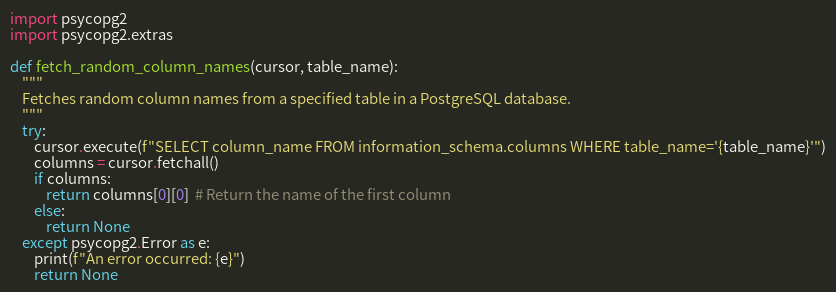 import psycopg2
import psycopg2.extras

def fetch_random_column_names(cursor, table_name):
    """
    Fetches random column names from a specified table in a PostgreSQL database.
    """
    try:
        cursor.execute(f"SELECT column_name FROM information_schema.columns WHERE table_name='{table_name}'")
        columns = cursor.fetchall()
        if columns:
            return columns[0][0]  # Return the name of the first column
        else:
            return None
    except psycopg2.Error as e:
        print(f"An error occurred: {e}")
        return None